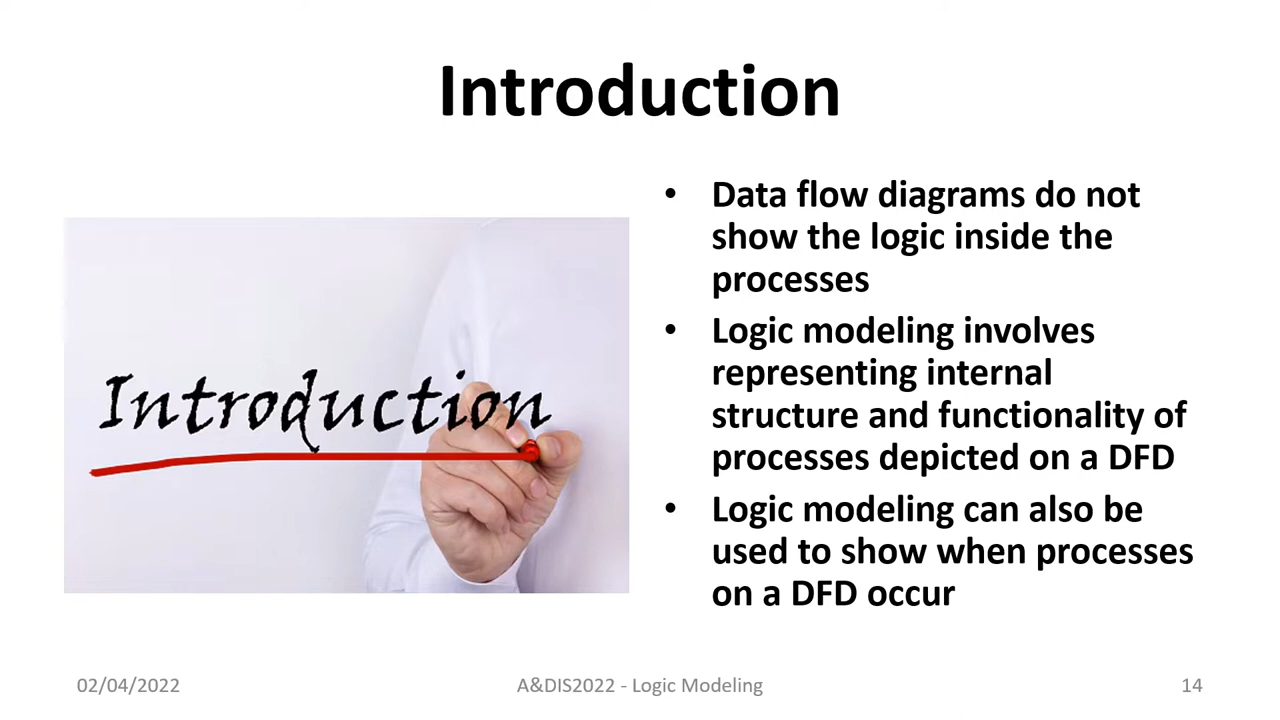 Introduction
Introduction
• Data flow diagrams do not
show the logic inside the
processes
• Logic modeling involves
representing internal
structure and functionality of
processes depicted on a DFD
• Logic modeling can also be
used to show when processes
on a DFD occur
02/04/2022
A&DIS2022 - Logic Modeling
14